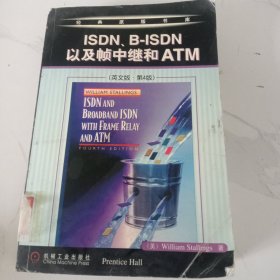 经典原版书库
ISDN、B-ISDN
以及帧中继和ATM
(英文版·第4版)
WILLIAM STALLINGS
ISDN AND
BROADBAND ISDN
WITH FRAME RELAY
AND ATM
FOURTH EDITION
机械工业出版社
China Machine Press
Prentice Hall
(美) William Stallings 著